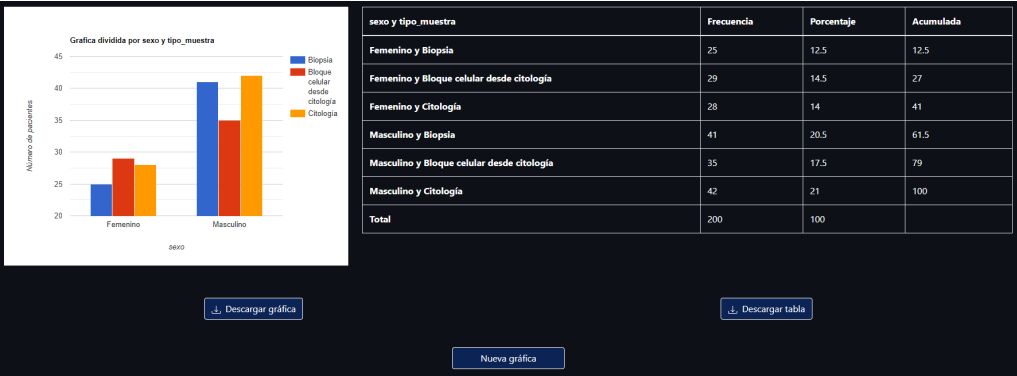 Grafica dividida por sexo y tipo_muestra
45
40
35
30
25
20
Número de pacientes
Femenino
Masculino
sexo
Biopsia
Bloque
celular
desde
citología
Citología
sexo y tipo_muestra Frecuencia Porcentaje Acumulada
Femenino y Biopsia 25 12.5 12.5
Femenino y Bloque celular desde citología 29 14.5 27
Femenino y Citología 28 14 41
Masculino y Biopsia 41 20.5 61.5
Masculino y Bloque celular desde citología 35 17.5 79
Masculino y Citología 42 21 100
Total 200 100
Descargar gráfica
Descargar tabla
Nueva gráfica